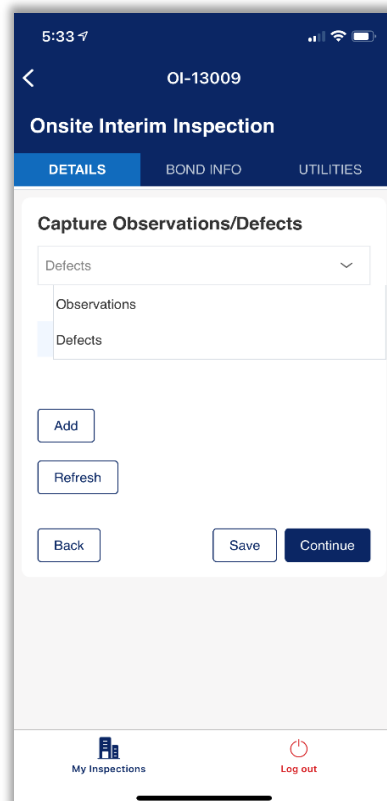 5:33
OI-13009
Onsite Interim Inspection
DETAILS BOND INFO UTILITIES
Capture Observations/Defects
Defects
Observations
Defects
Add
Refresh
Back Save Continue
My Inspections Log out